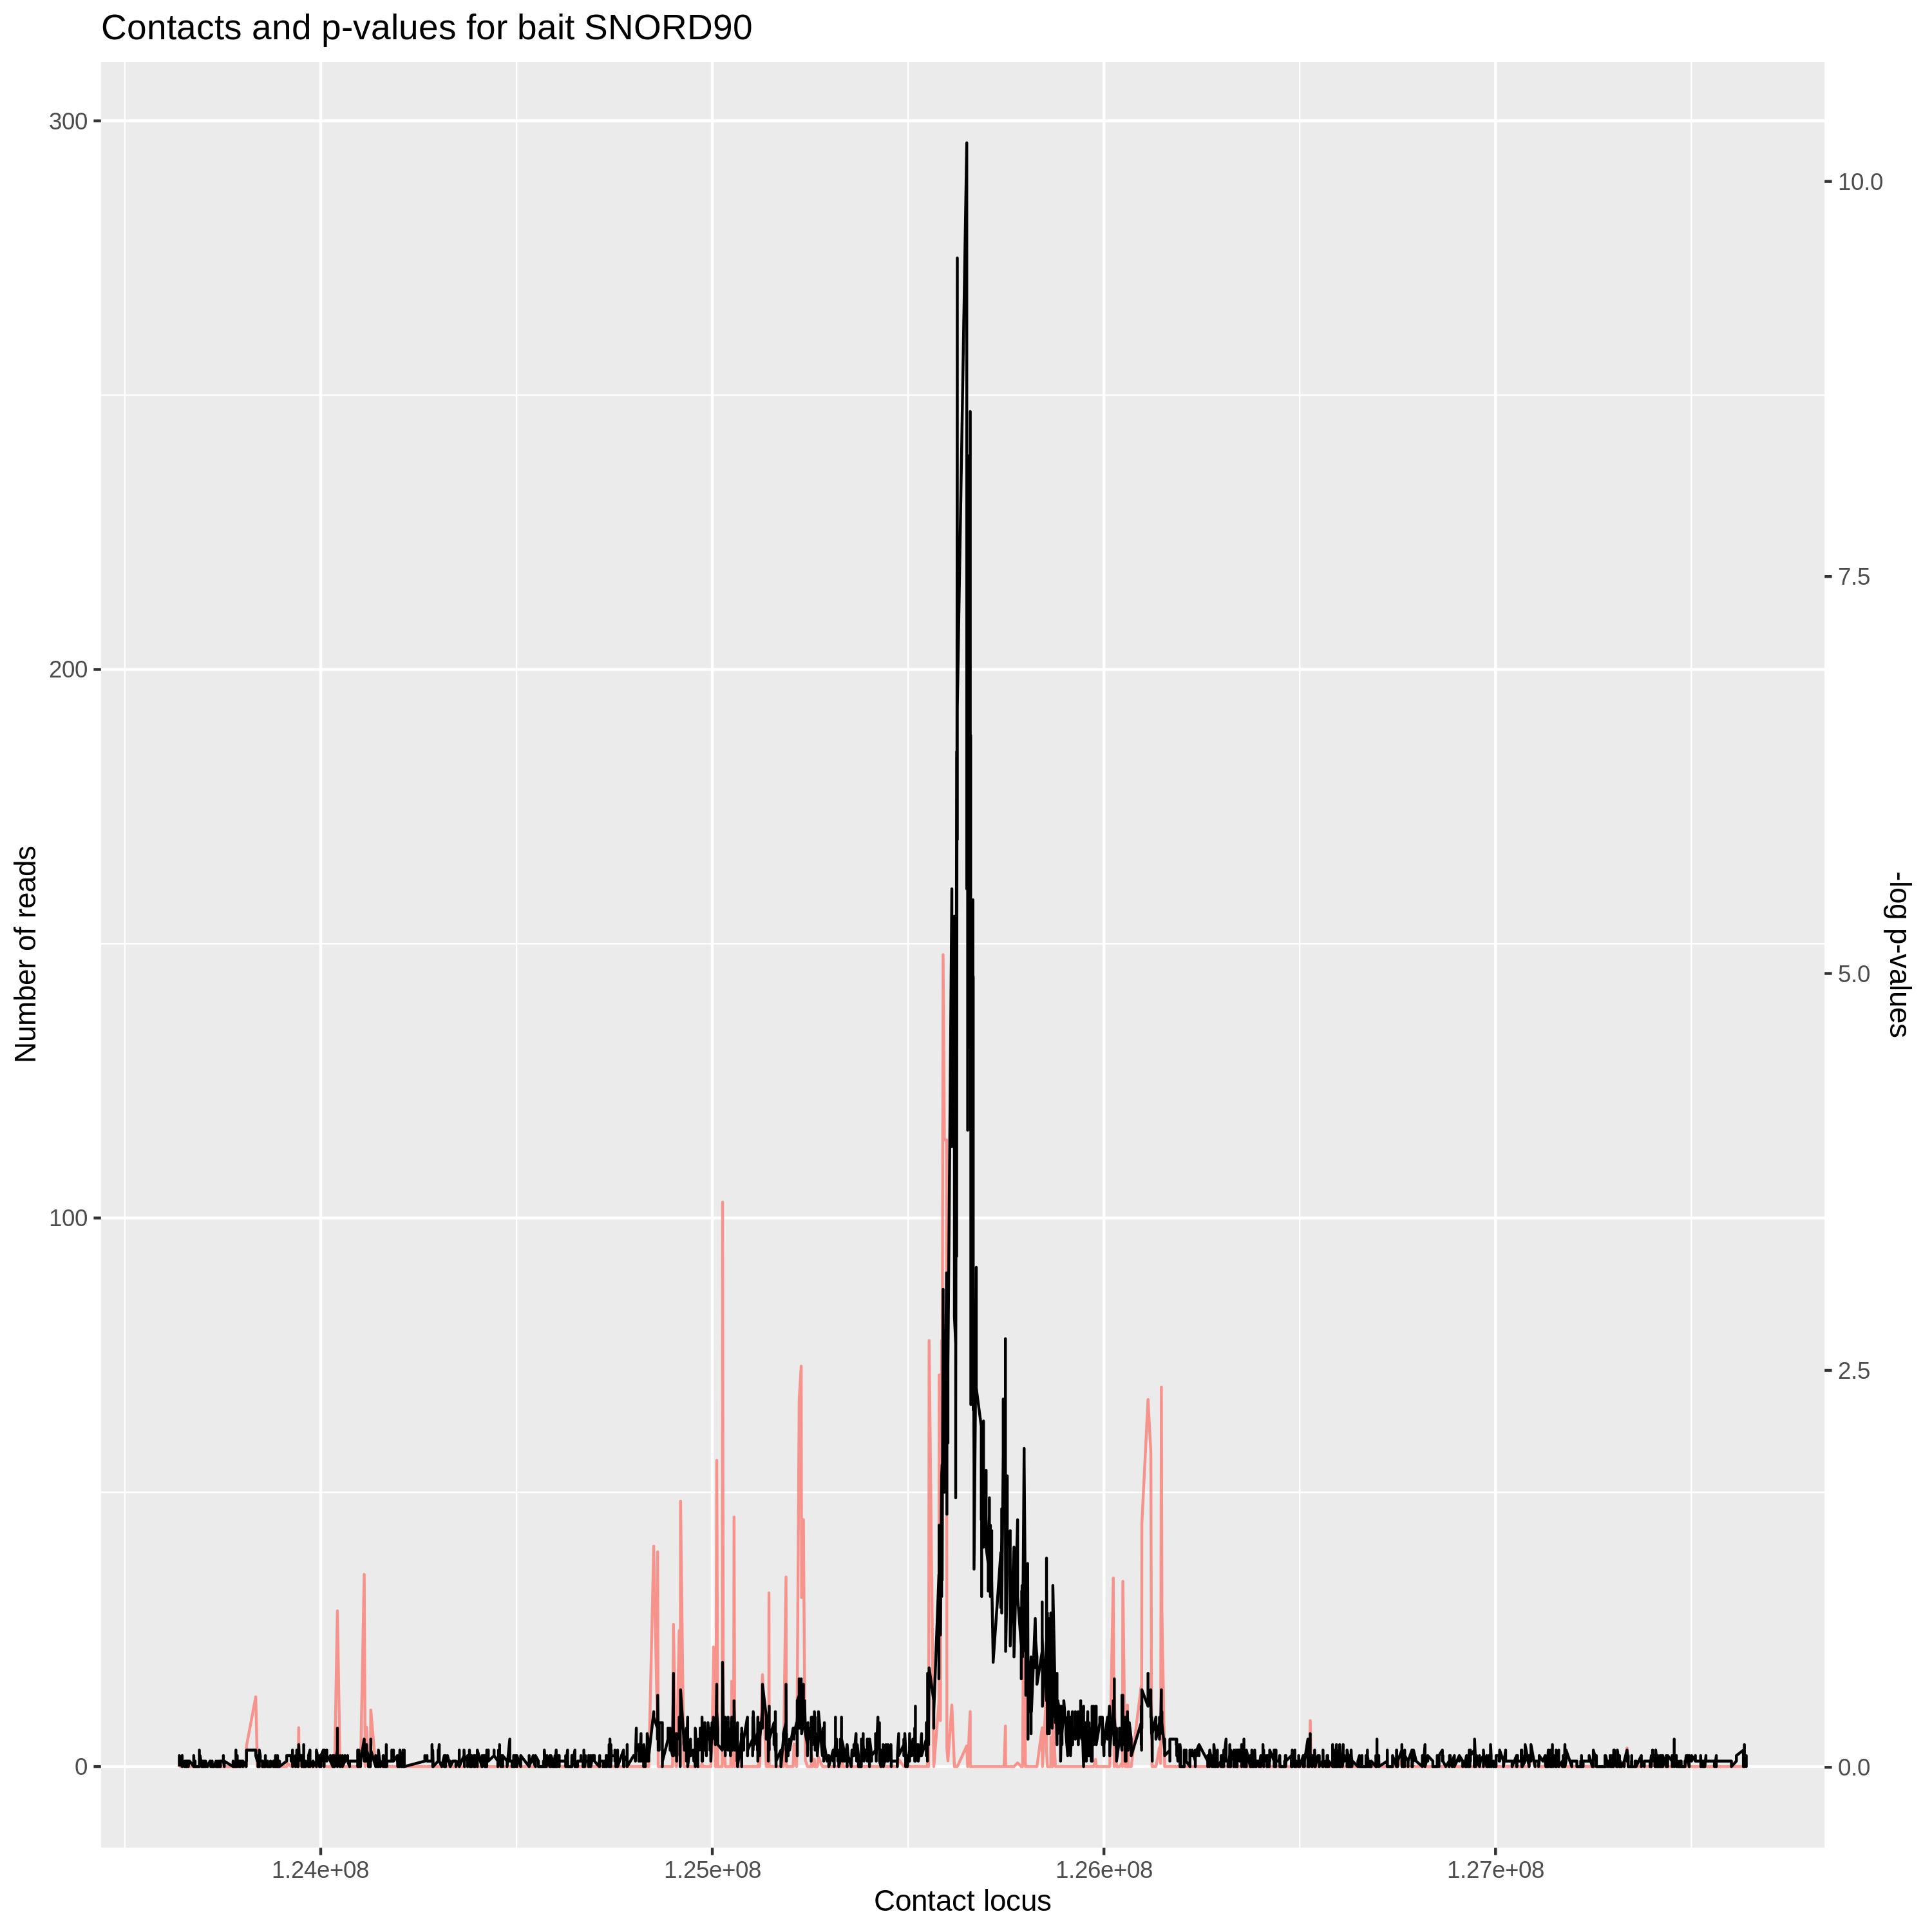 Contacts and p-values for bait SNORD90
300
200
100
0
Number of reads
10.0
7.5
5.0
2.5
0.0
-log p-values
1.24e+08 1.25e+08 1.26e+08 1.27e+08
Contact locus